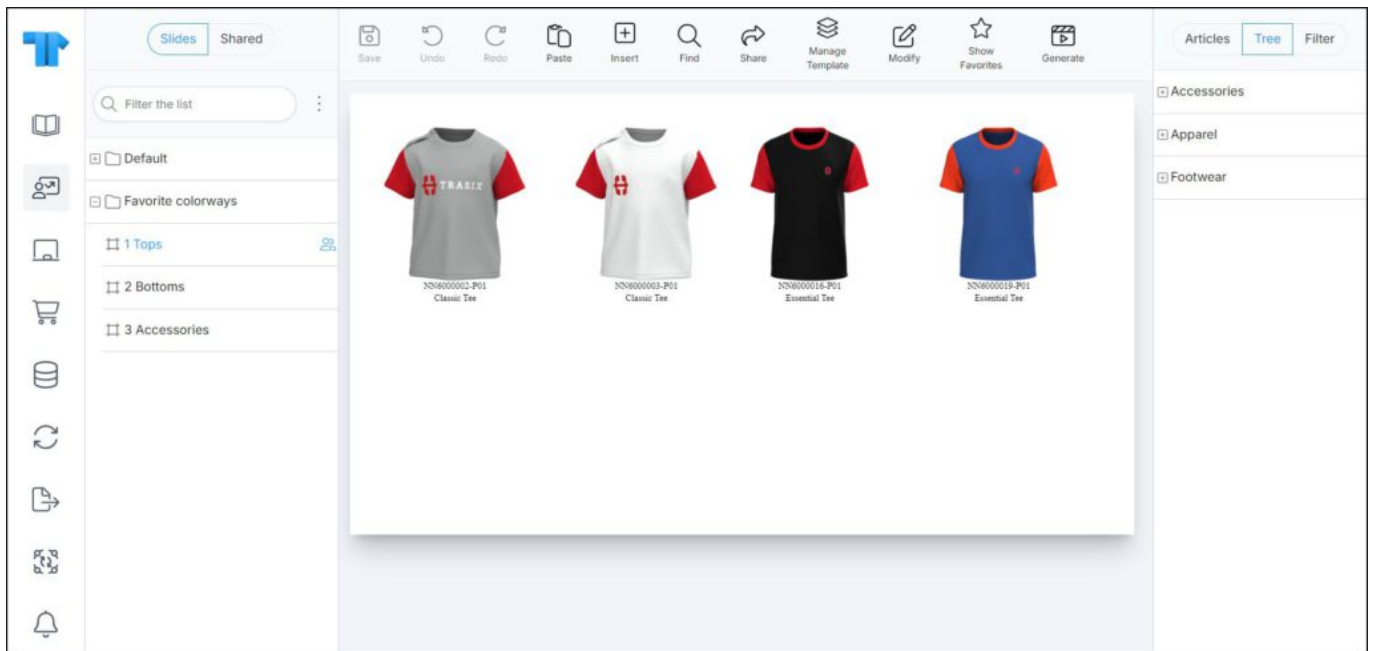 Slides
Shared
Save
Undo
Redo
Paste
Insert
Find
Share
Manage
Template
Modify
Show
Favorites
Generate
Articles
Tree
Filter
Filter the list
Default
Favorite colorways
1 Tops
2 Bottoms
3 Accessories
TRASIX
NN6000002-P01
Classic Tee
NN6000003-P01
Classic Tee
NN6000016-P01
Essential Tee
NN6000019-P01
Essential Tee
Accessories
Apparel
Footwear